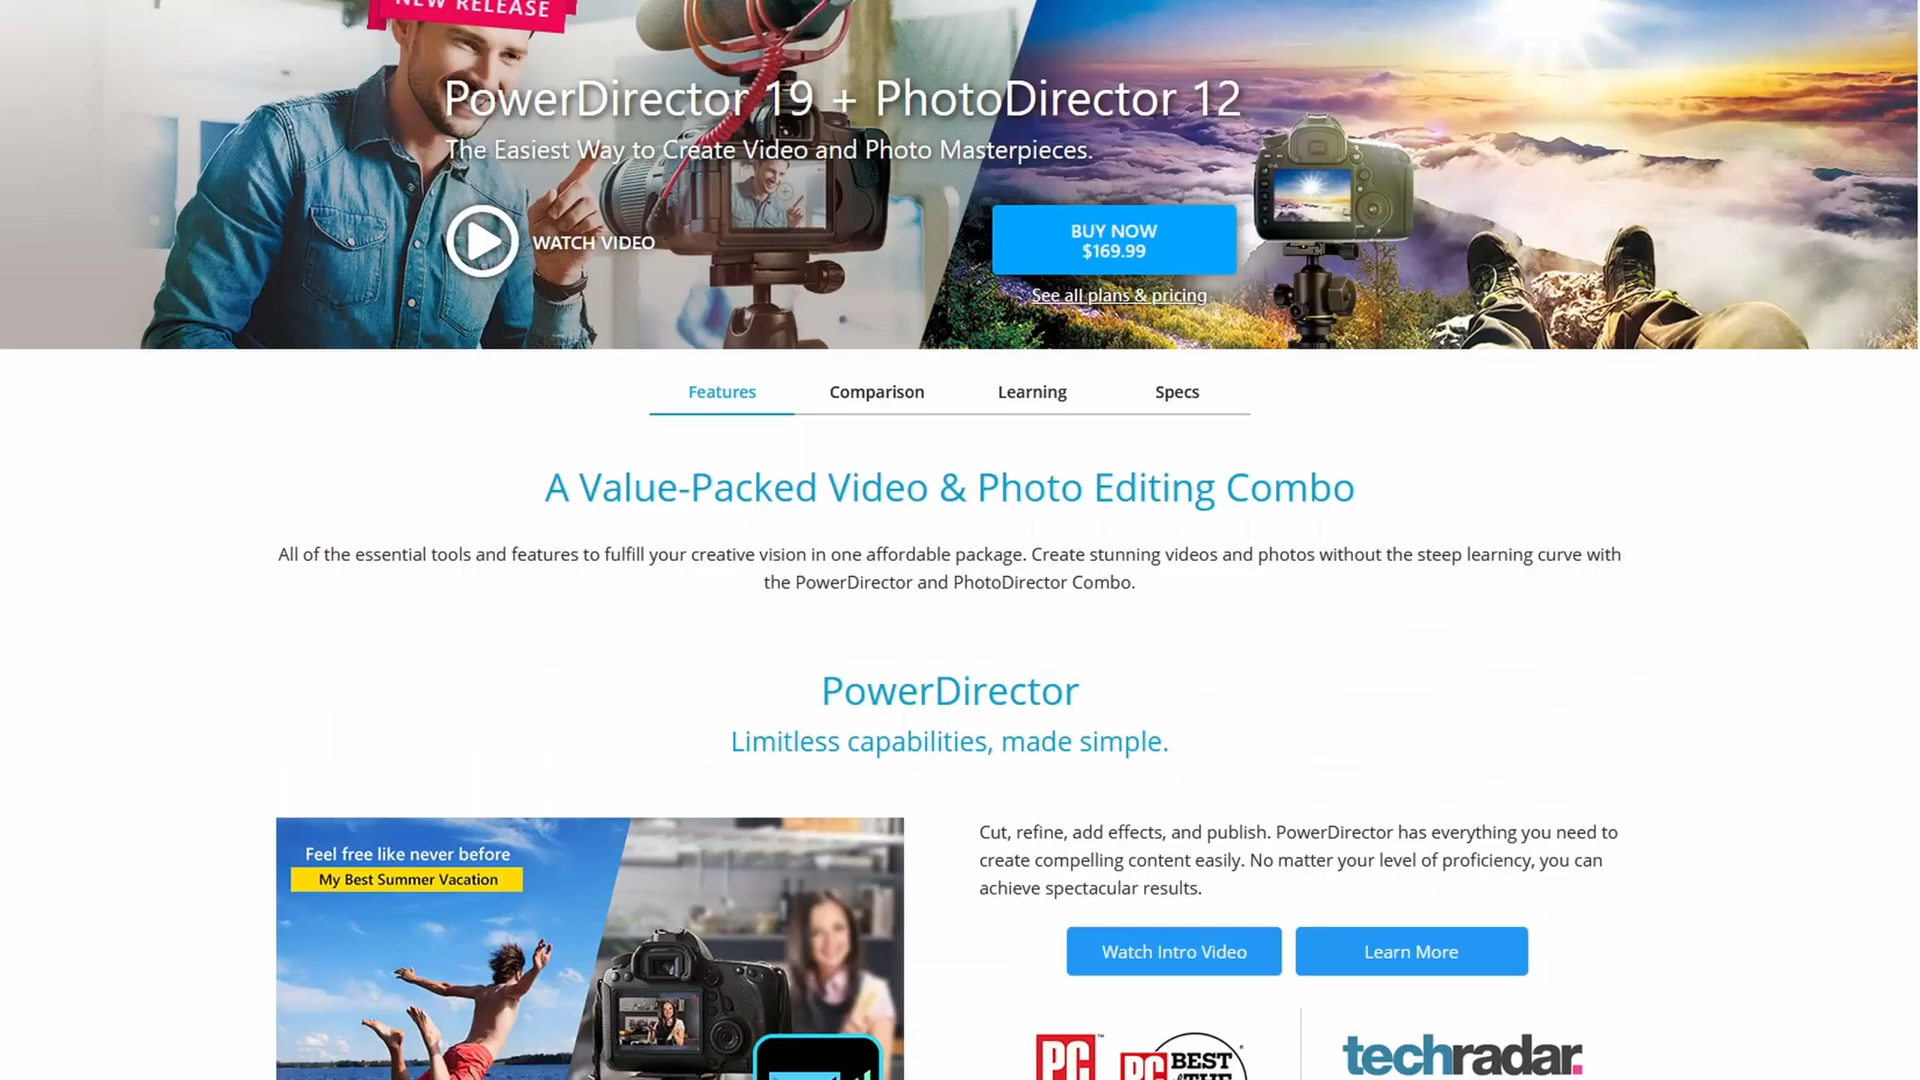 NEW RELEASE
PowerDirector 19 + PhotoDirector 12
The Easiest Way to Create Video and Photo Masterpieces.
WATCH VIDEO
BUY NOW
$169.99
See all plans & pricing
Features Comparison Learning Specs
A Value-Packed Video & Photo Editing Combo
All of the essential tools and features to fulfill your creative vision in one affordable package. Create stunning videos and photos without the steep learning curve with
the PowerDirector and PhotoDirector Combo.
PowerDirector
Limitless capabilities, made simple.
Feel free like never before
My Best Summer Vacation
Cut, refine, add effects, and publish. PowerDirector has everything you need to
create compelling content easily. No matter your level of proficiency, you can
achieve spectacular results.
Watch Intro Video Learn More
PC™ PC BEST techradar.
THE